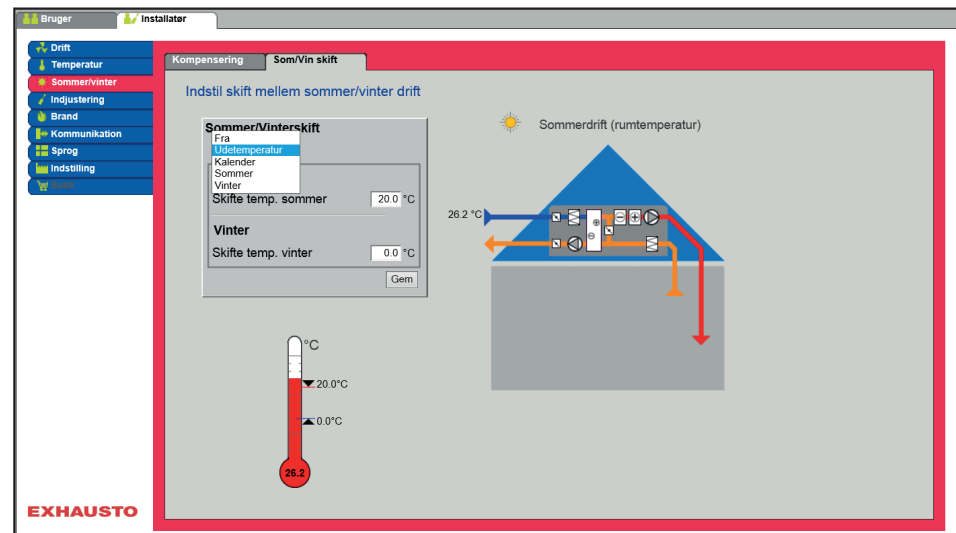 Bruger
Installatør
Drift
Temperatur
Sommer/vinter
Indjustering
Brand
Kommunikation
Sprog
Indstilling
Kompensering
Som/Vin skift
Indstil skift mellem sommer/vinter drift
Sommer/Vinterskift
Fra
Udetemperatur
Kalender
Sommer
Vinter
Skifte temp. sommer 20.0 °C
Vinter
Skifte temp. vinter 0.0 °C
Gem
Sommerdrift (rumtemperatur)
26.2 °C
°C
20.0°C
0.0°C
26.2
EXHAUSTO